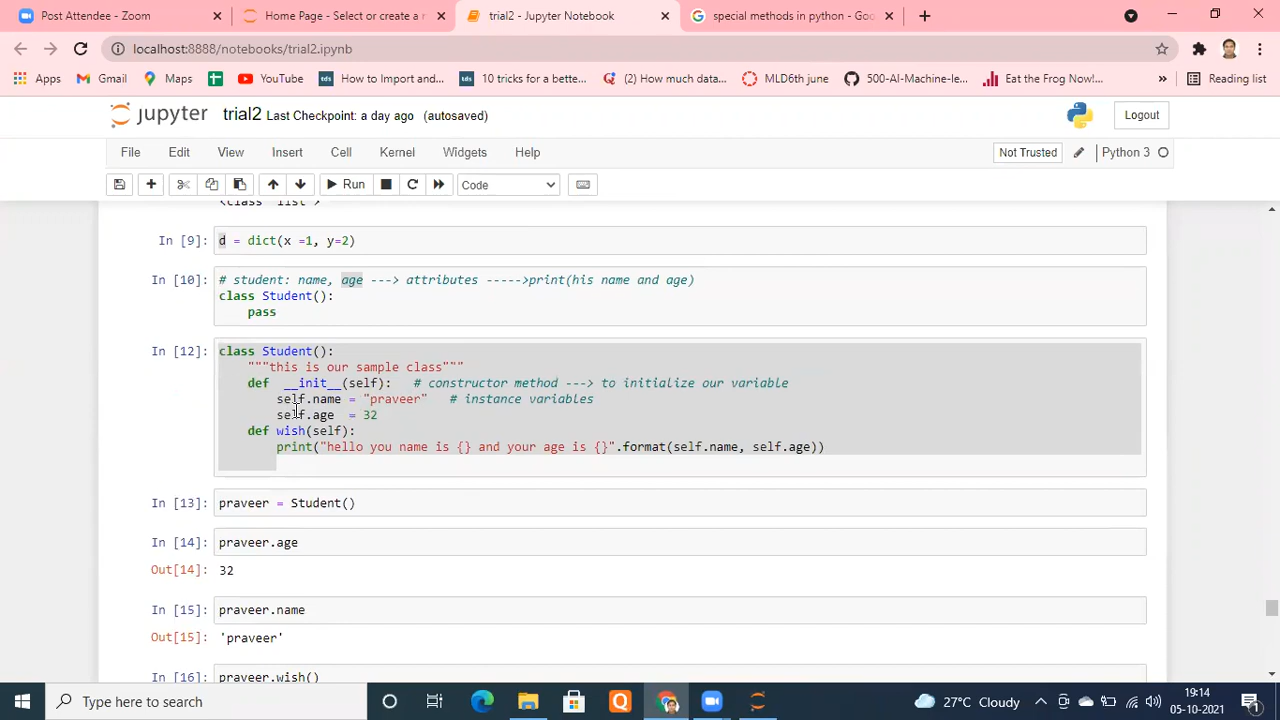 Post Attendee - Zoom
Home Page - Select or create a n
trial2 - Jupyter Notebook
special methods in python - Goo
localhost:8888/notebooks/trial2.ipynb
Apps
Gmail
Maps
YouTube
tds
How to Import and...
tds
10 tricks for a bette...
(2) How much data...
MLD6th june
500-AI-Machine-le...
Eat the Frog Now!...
»
Reading list
jupyter
trial2 Last Checkpoint: a day ago (autosaved)
Logout
File
Edit
View
Insert
Cell
Kernel
Widgets
Help
Not Trusted
Python 3
Run
Code
<class 'list'>
In [9]:
d = dict(x =1, y=2)
In [10]:
# student: name, age ---> attributes ----->print(his name and age)
class Student():
pass
In [12]:
class Student():
"""this is our sample class"""
def __init__(self): # constructor method ---> to initialize our variable
self.name = "praveer" # instance variables
self.age = 32
def wish(self):
print("hello you name is {} and your age is {}".format(self.name, self.age))
In [13]:
praveer = Student()
In [14]:
praveer.age
Out[14]:
32
In [15]:
praveer.name
Out[15]:
'praveer'
In [16]:
praveer.wish()
Type here to search
27°C Cloudy
19:14
05-10-2021
1